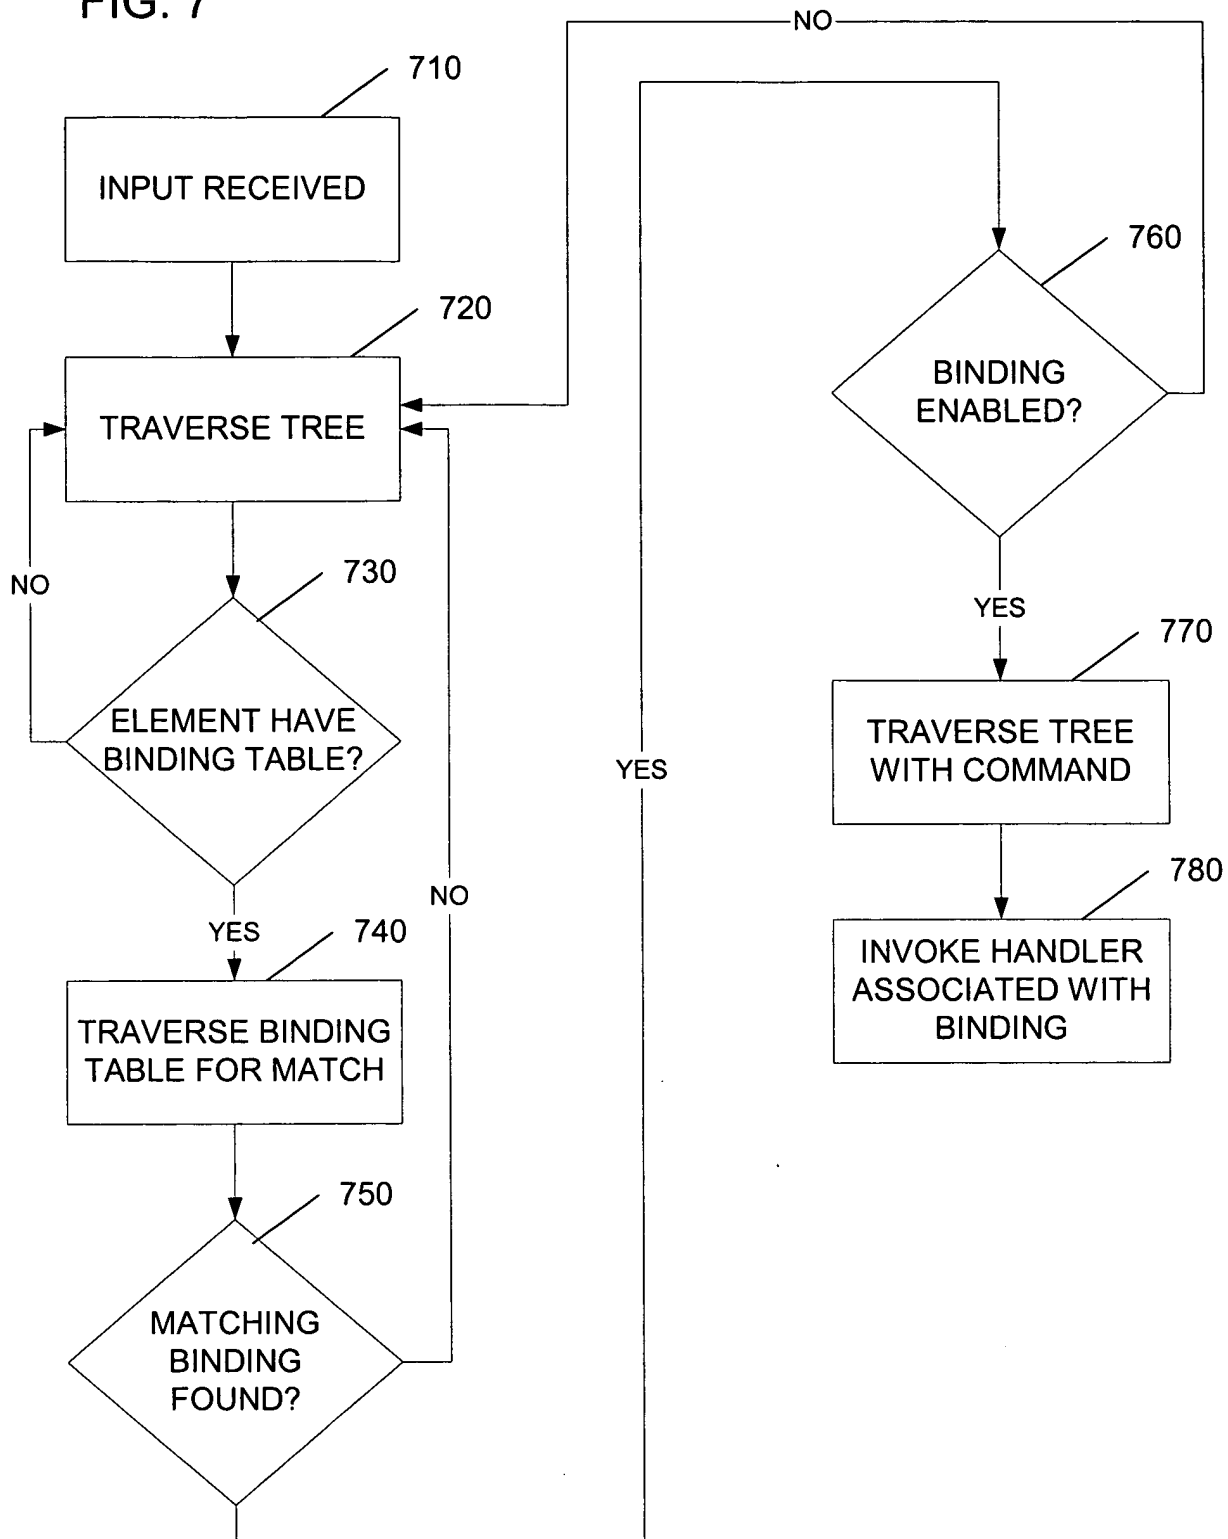 FIG. 7
710
INPUT RECEIVED
720
TRAVERSE TREE
NO
730
ELEMENT HAVE
BINDING TABLE?
YES
740
TRAVERSE BINDING
TABLE FOR MATCH
750
MATCHING
BINDING
FOUND?
NO
YES
NO
760
BINDING
ENABLED?
YES
770
TRAVERSE TREE
WITH COMMAND
780
INVOKE HANDLER
ASSOCIATED WITH
BINDING